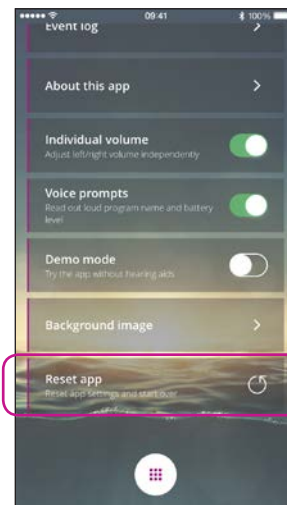 09:41
100%
Event log
About this app
Individual volume
Adjust left/right volume independently
Voice prompts
Read out loud program name and battery
level
Demo mode
Try the app without hearing aids
Background image
Reset app
Reset app settings and start over